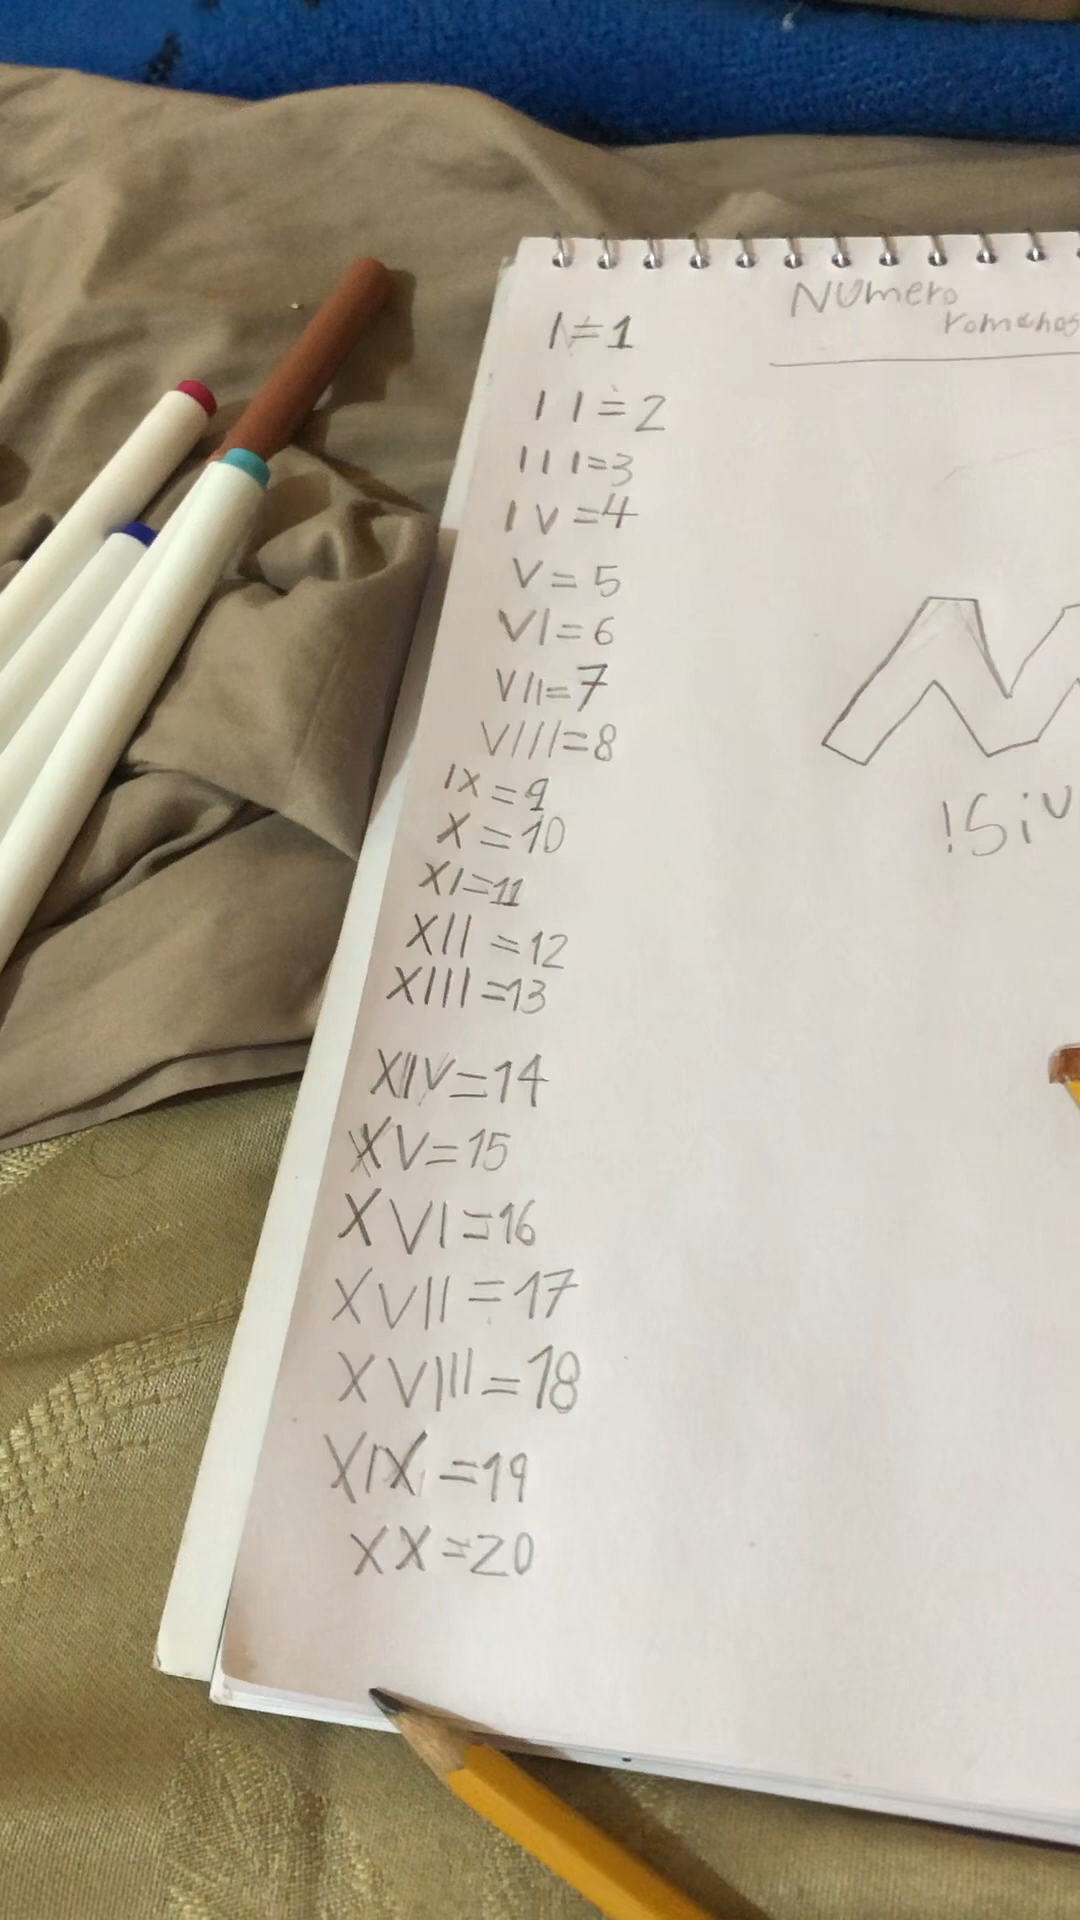 NUmero
romanos
I=1
II=2
III=3
IV=4
V=5
VI=6
VII=7
VIII=8
IX=9
X=10
XI=11
XII=12
XIII=13
XIV=14
XV=15
XVI=16
XVII=17
XVIII=18
XIX=19
XX=20